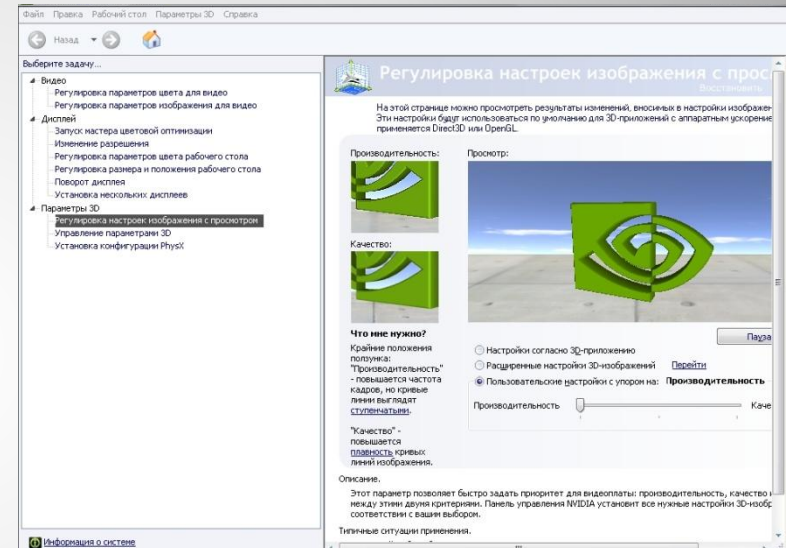 Файл Правка Рабочий стол Параметры 3D Справка
Назад
Выберите задачу...
Видео
Регулировка параметров цвета для видео
Регулировка параметров изображения для видео
Дисплей
Запуск мастера цветовой оптимизации
Изменение разрешения
Регулировка параметров цвета рабочего стола
Регулировка размера и положения рабочего стола
Поворот дисплея
Установка нескольких дисплеев
Параметры 3D
Регулировка настроек изображения с просмотром
Управление параметрами 3D
Установка конфигурации PhysX
Информация о системе
Регулировка настроек изображения с прос
Восстановить
На этой странице можно просмотреть результаты изменений, вносимых в настройки изображен
Эти настройки будут использоваться по умолчанию для 3D-приложений с аппаратным ускорение
применяется Direct3D или OpenGL.
Производительность:
Просмотр:
Качество:
Что мне нужно?
Крайние положения
ползунка:
"Производительность"
- повышается частота
кадров, но кривые
линии выглядят
ступенчатыми.
"Качество" -
повышается
плавность кривых
линий изображения.
Пауза
Настройки согласно 3D-приложению
Расширенные настройки 3D-изображений Перейти
Пользовательские настройки с упором на: Производительность
Производительность Каче
Описание.
Этот параметр позволяет быстро задать приоритет для видеоплаты: производительность, качество и
между этими двумя критериями. Панель управления NVIDIA установит все нужные настройки 3D-изобр
соответствии с вашим выбором.
Типичные ситуации применения.